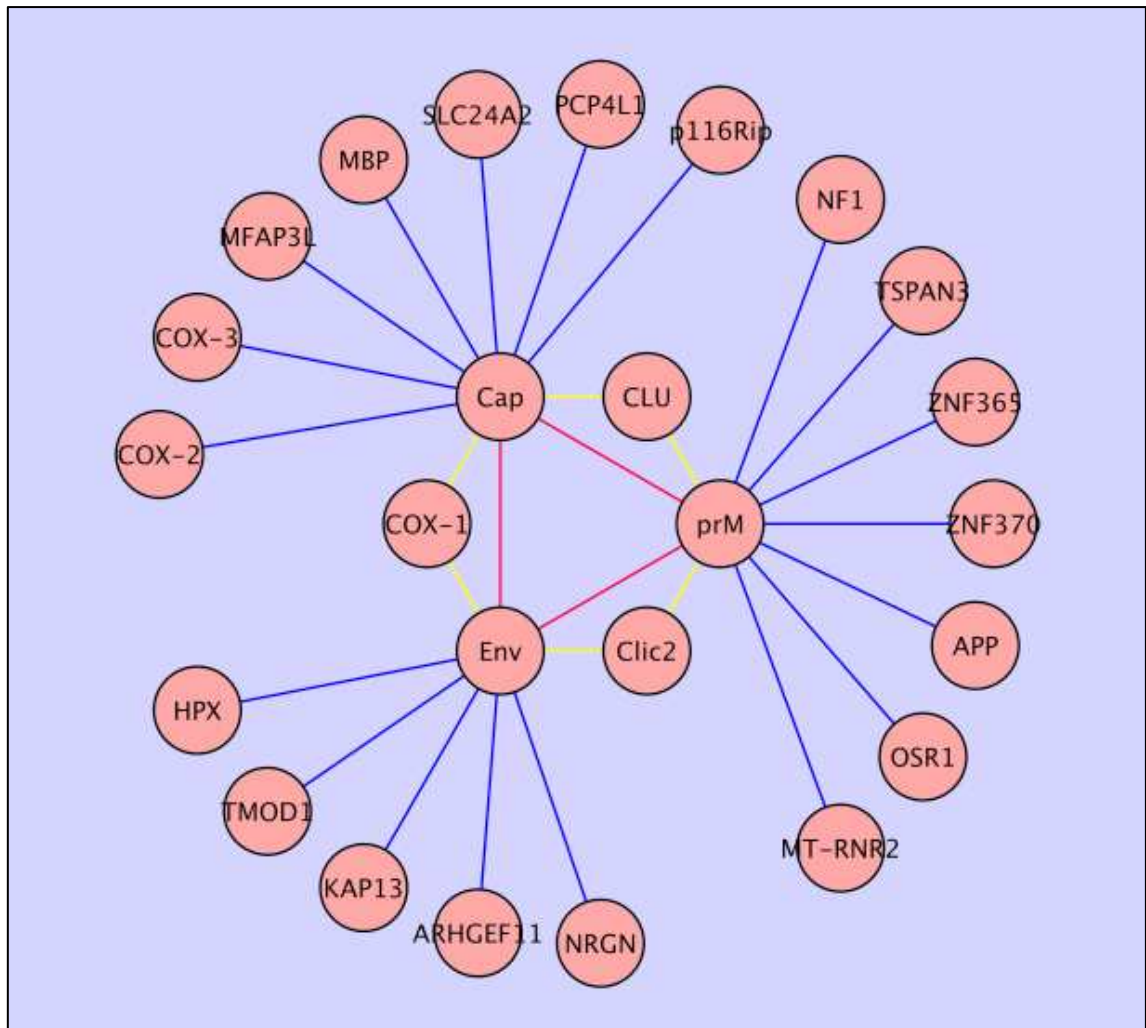 SLC24A2
PCP4L1
p116Rip
MBP
NF1
MFAP3L
TSPAN3
COX-3
ZNF365
Cap
CLU
COX-2
COX-1
prM
ZNF370
Env
Clic2
APP
HPX
OSR1
TMOD1
MT-RNR2
KAP13
ARHGEF11
NRGN